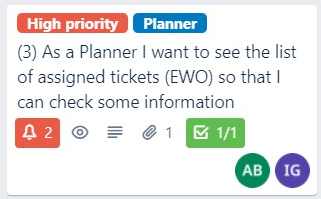 High priority Planner
(3) As a Planner I want to see the list
of assigned tickets (EWO) so that I
can check some information
2 1 1/1
AB IG